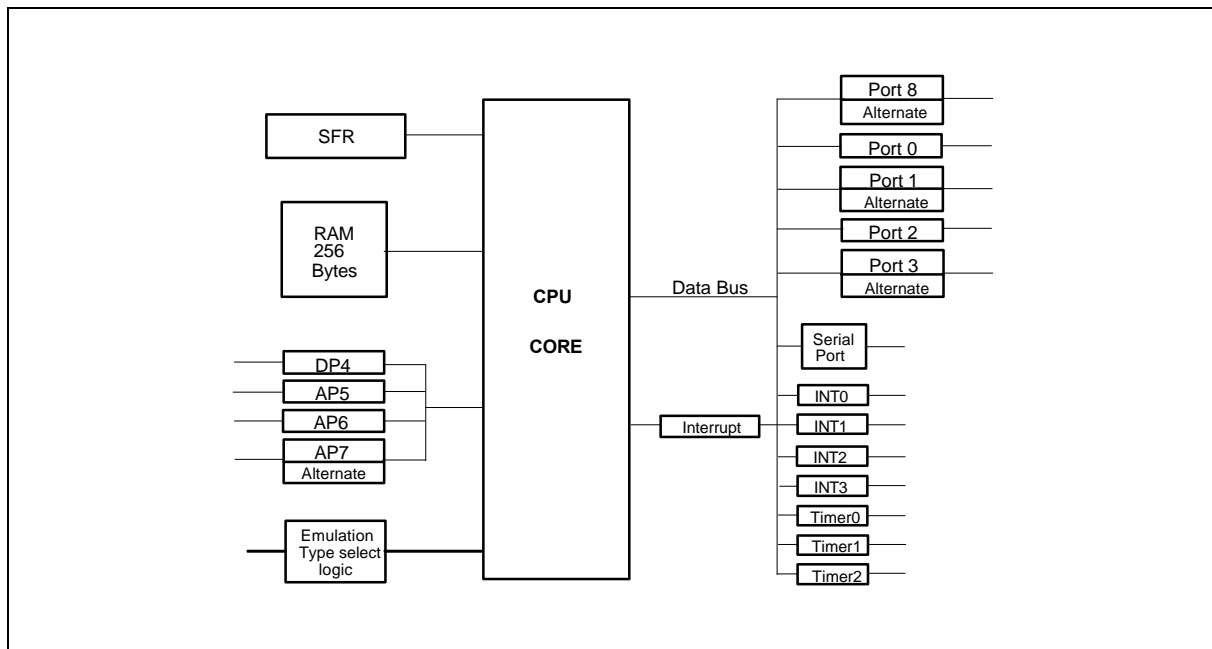 SFR
RAM
256
Bytes
DP4
AP5
AP6
AP7
Alternate
Emulation
Type select
logic
CPU
CORE
Data Bus
Interrupt
Port 8
Alternate
Port 0
Port 1
Alternate
Port 2
Port 3
Alternate
Serial
Port
INT0
INT1
INT2
INT3
Timer0
Timer1
Timer2